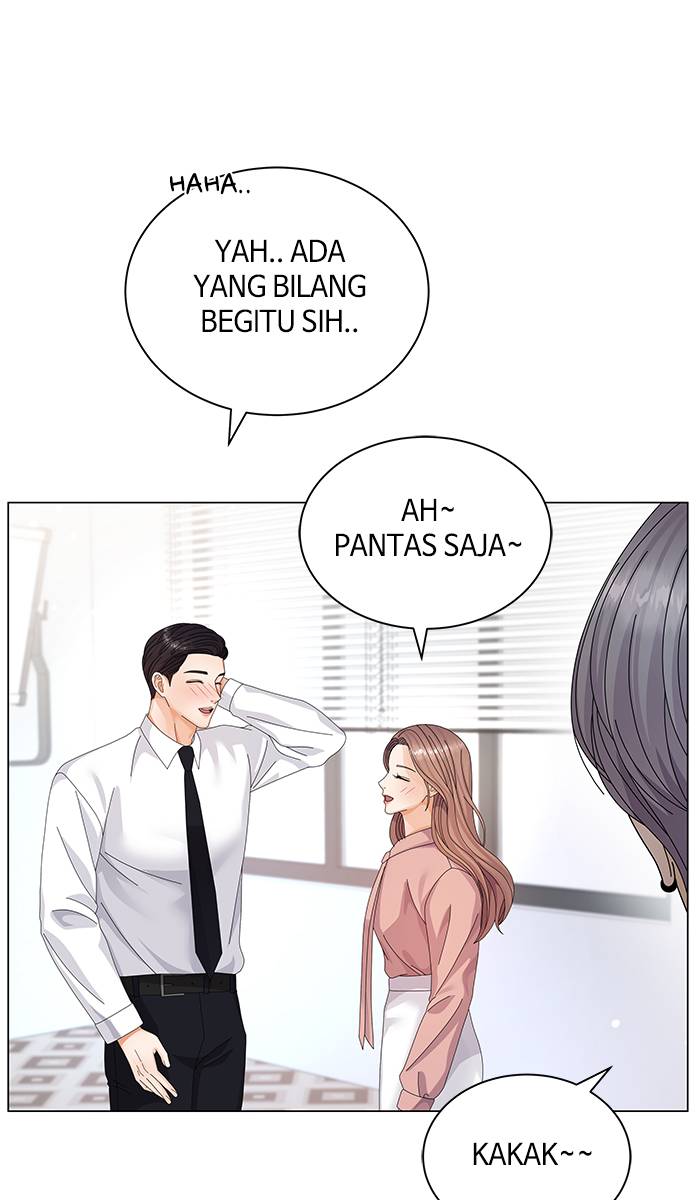 HAHA..
YAH.. ADA
YANG BILANG
BEGITU SIH..
AH~
PANTAS SAJA~
KAKAK~~